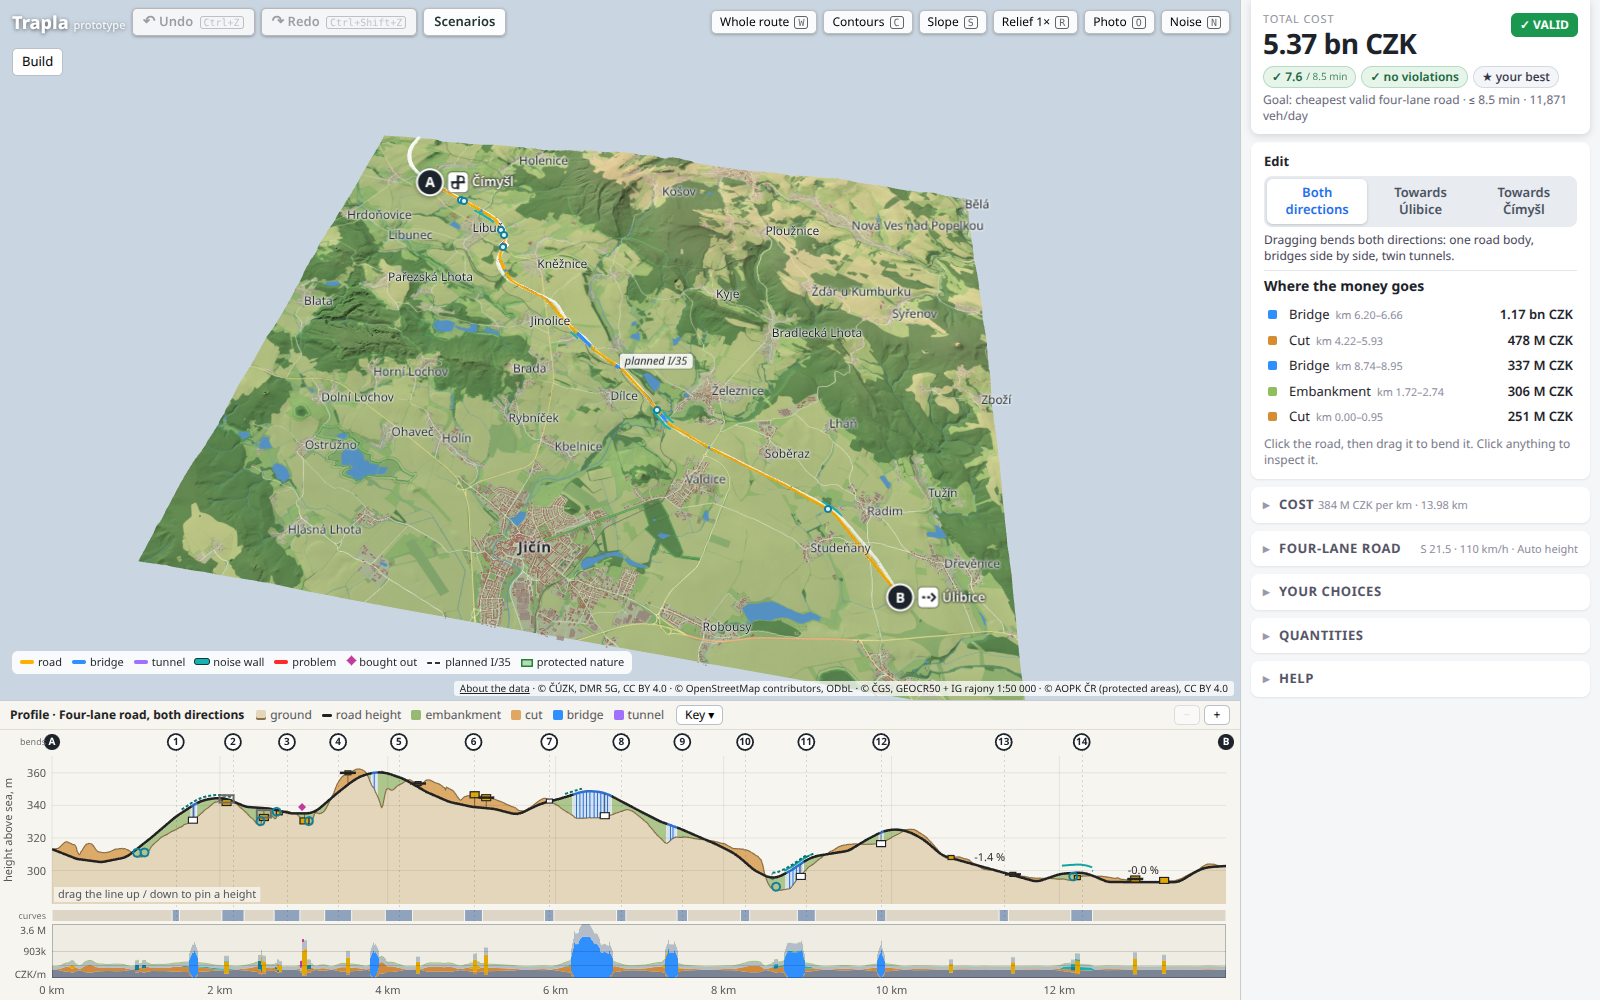 Trapla prototype
Undo Ctrl+Z
Redo Ctrl+Shift+Z
Scenarios
Whole route W
Contours C
Slope S
Relief 1× R
Photo O
Noise N
Build
Holenice
A
Čímyšl
Košov
Bělá
Hrdoňovice
Libuň
Ploužnice
Nová Ves nad Popelkou
Libunec
Kněžnice
Pařezská Lhota
Kyje
Žďár u Kumburku
Blata
Syřenov
Jinolice
Bradlecká Lhota
planned I/35
Brada
Horní Lochov
Dílce
Železnice
Dolní Lochov
Zboží
Rybníček
Lháň
Ohaveč
Holín
Ostružno
Kbelnice
Soběraz
Valdice
Tužín
Radim
Hlásná Lhota
Jičín
Studeňany
Dřevěnice
B
Úlibice
Robousy
road
bridge
tunnel
noise wall
problem
bought out
planned I/35
protected nature
About the data · © ČÚZK, DMR 5G, CC BY 4.0 · © OpenStreetMap contributors, ODbL · © ČGS, GEOCR50 + IG rajony 1:50 000 · © AOPK ČR (protected areas), CC BY 4.0
Profile · Four-lane road, both directions
ground
road height
embankment
cut
bridge
tunnel
Key ▾
−
+
bends
A 1 2 3 4 5 6 7 8 9 10 11 12 13 14 B
height above sea, m
360
340
320
300
-1.4 %
-0.0 %
drag the line up / down to pin a height
curves
3.6 M
903k
CZK/m
0 km
2 km
4 km
6 km
8 km
10 km
12 km
TOTAL COST
5.37 bn CZK
✓ VALID
✓ 7.6 / 8.5 min
✓ no violations
★ your best
Goal: cheapest valid four-lane road · ≤ 8.5 min · 11,871
veh/day
Edit
Both directions
Towards Úlibice
Towards Čímyšl
Dragging bends both directions: one road body,
bridges side by side, twin tunnels.
Where the money goes
Bridge km 6.20–6.66 1.17 bn CZK
Cut km 4.22–5.93 478 M CZK
Bridge km 8.74–8.95 337 M CZK
Embankment km 1.72–2.74 306 M CZK
Cut km 0.00–0.95 251 M CZK
Click the road, then drag it to bend it. Click anything to
inspect it.
COST 384 M CZK per km · 13.98 km
FOUR-LANE ROAD S 21.5 · 110 km/h · Auto height
YOUR CHOICES
QUANTITIES
HELP